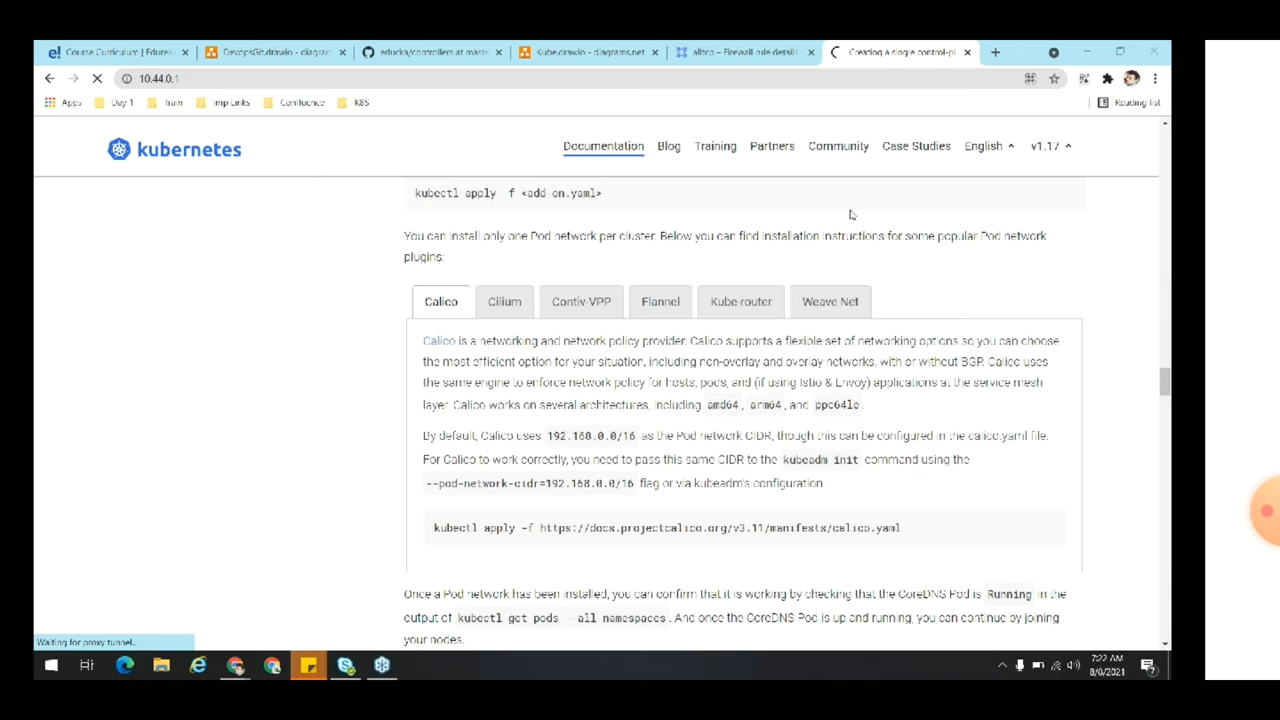 Course Curriculum | Edureka
DevopsGit.drawio - diagram
educka/controllers at maste
Kube.drawio - diagrams.net
alltcp – Firewall rule details
Creating a single control-pl
10.44.0.1
Apps
Day 1
Train
Imp Links
Confluence
K8S
Reading list
kubernetes
Documentation
Blog
Training
Partners
Community
Case Studies
English
v1.17
kubectl apply -f <add-on.yaml>
You can install only one Pod network per cluster. Below you can find installation instructions for some popular Pod network
plugins:
Calico
Cilium
Contiv-VPP
Flannel
Kube-router
Weave Net
Calico is a networking and network policy provider. Calico supports a flexible set of networking options so you can choose
the most efficient option for your situation, including non-overlay and overlay networks, with or without BGP. Calico uses
the same engine to enforce network policy for hosts, pods, and (if using Istio & Envoy) applications at the service mesh
layer. Calico works on several architectures, including amd64, arm64, and ppc64le.
By default, Calico uses 192.168.0.0/16 as the Pod network CIDR, though this can be configured in the calico.yaml file.
For Calico to work correctly, you need to pass this same CIDR to the kubeadm init command using the
--pod-network-cidr=192.168.0.0/16 flag or via kubeadm's configuration.
kubectl apply -f https://docs.projectcalico.org/v3.11/manifests/calico.yaml
Once a Pod network has been installed, you can confirm that it is working by checking that the CoreDNS Pod is Running in the
output of kubectl get pods --all-namespaces. And once the CoreDNS Pod is up and running, you can continue by joining
your nodes.
Waiting for proxy tunnel...
7:22 AM
8/8/2021
7